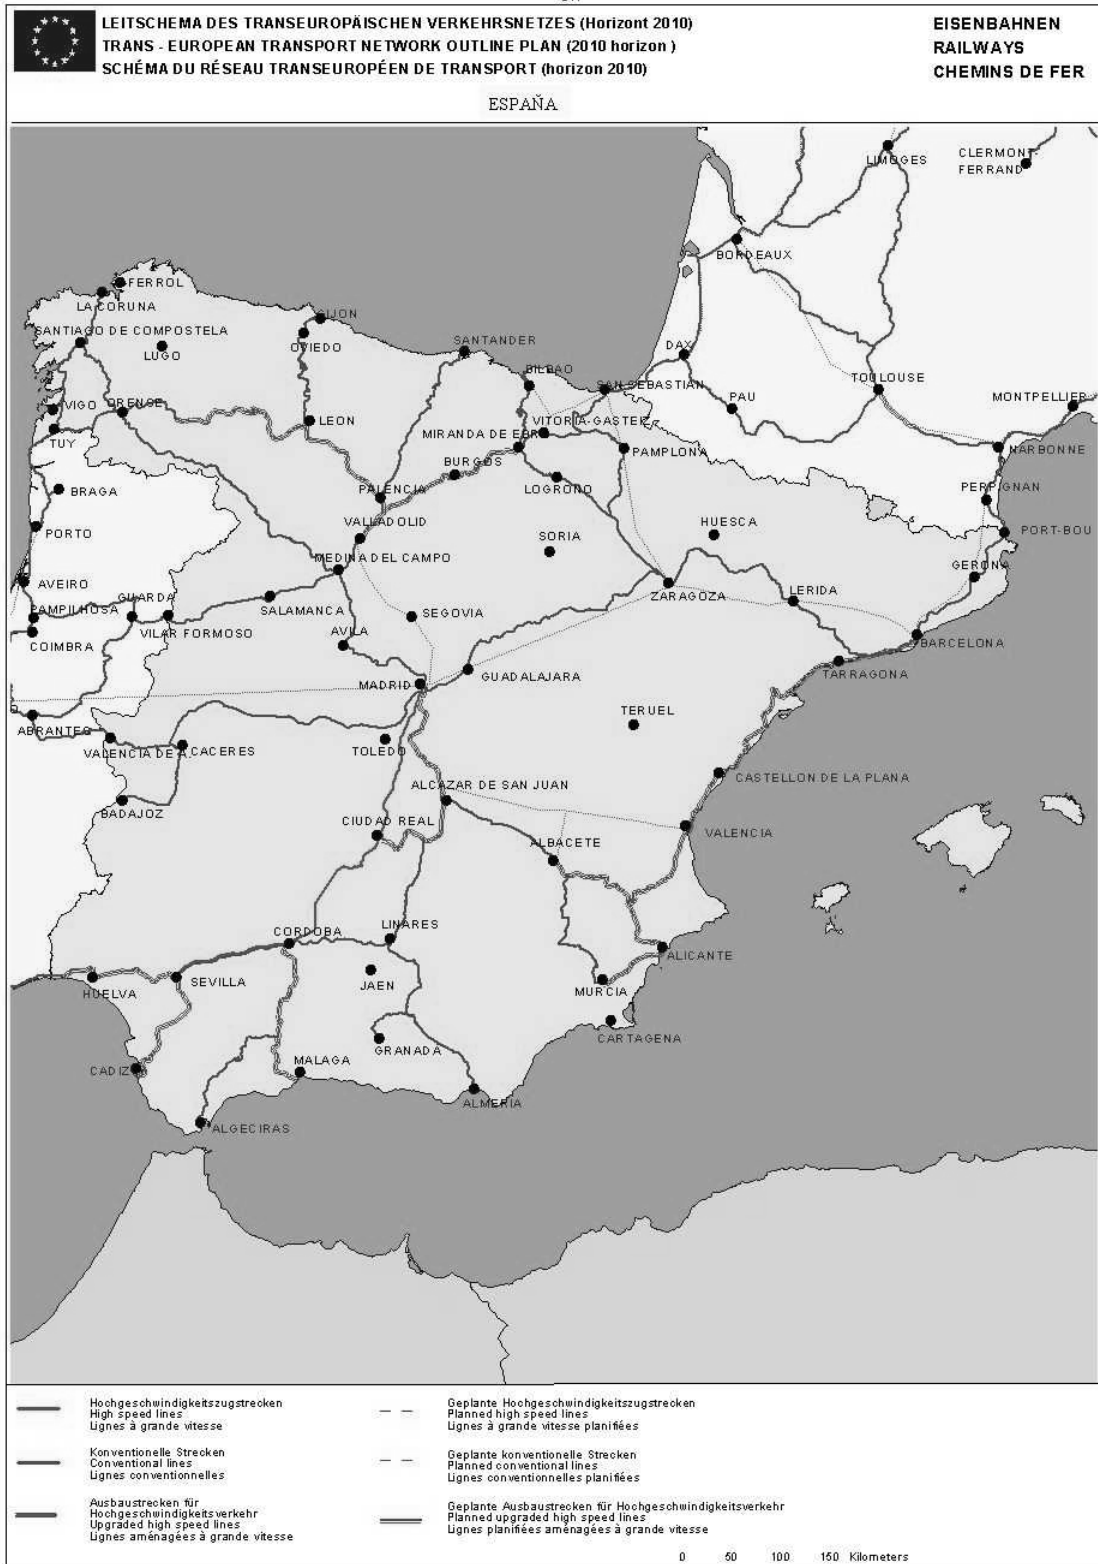 LEITSCHEMA DES TRANSEUROPÄISCHEN VERKEHRSNETZES (Horizont 2010)
TRANS - EUROPEAN TRANSPORT NETWORK OUTLINE PLAN (2010 horizon )
SCHÉMA DU RÉSEAU TRANSEUROPÉEN DE TRANSPORT (horizon 2010)
EISENBAHNEN
RAILWAYS
CHEMINS DE FER
ESPAÑA
LIMOGES
CLERMONT-
FERRAND
BORDEAUX
FERROL
LA CORUNA
GIJON
SANTIAGO DE COMPOSTELA
LUGO
OVIEDO
SANTANDER
DAX
BILBAO
SAN SEBASTIAN
TOULOUSE
PAU
MONTPELLIER
VIGO
ORENSE
LEON
VITORIA-GASTEIZ
TUY
MIRANDA DE EBRO
PAMPLONA
NARBONNE
BURGOS
LOGRONO
BRAGA
PALENCIA
PERPIGNAN
VALLADOLID
HUESCA
PORTO
SORIA
PORT-BOU
MEDINA DEL CAMPO
GERONA
AVEIRO
GUARDA
ZARAGOZA
LERIDA
PAMPILHOSA
SALAMANCA
SEGOVIA
VILAR FORMOSO
AVILA
COIMBRA
BARCELONA
GUADALAJARA
TARRAGONA
MADRID
TERUEL
ABRANTES
VALENCIA DE A.
CACERES
TOLEDO
CASTELLON DE LA PLANA
ALCAZAR DE SAN JUAN
BADAJOZ
CIUDAD REAL
VALENCIA
ALBACETE
LINARES
CORDOBA
ALICANTE
SEVILLA
JAEN
MURCIA
HUELVA
CARTAGENA
GRANADA
MALAGA
CADIZ
ALMERIA
ALGECIRAS
Hochgeschwindigkeitszugstrecken
High speed lines
Lignes à grande vitesse
Konventionelle Strecken
Conventional lines
Lignes conventionnelles
Ausbaustrecken für
Hochgeschwindigkeitsverkehr
Upgraded high speed lines
Lignes aménagées à grande vitesse
Geplante Hochgeschwindigkeitszugstrecken
Planned high speed lines
Lignes à grande vitesse planifiées
Geplante konventionelle Strecken
Planned conventional lines
Lignes conventionnelles planifiées
Geplante Ausbaustrecken für Hochgeschwindigkeitsverkehr
Planned upgraded high speed lines
Lignes planifiées aménagées à grande vitesse
0 50 100 150 Kilometers